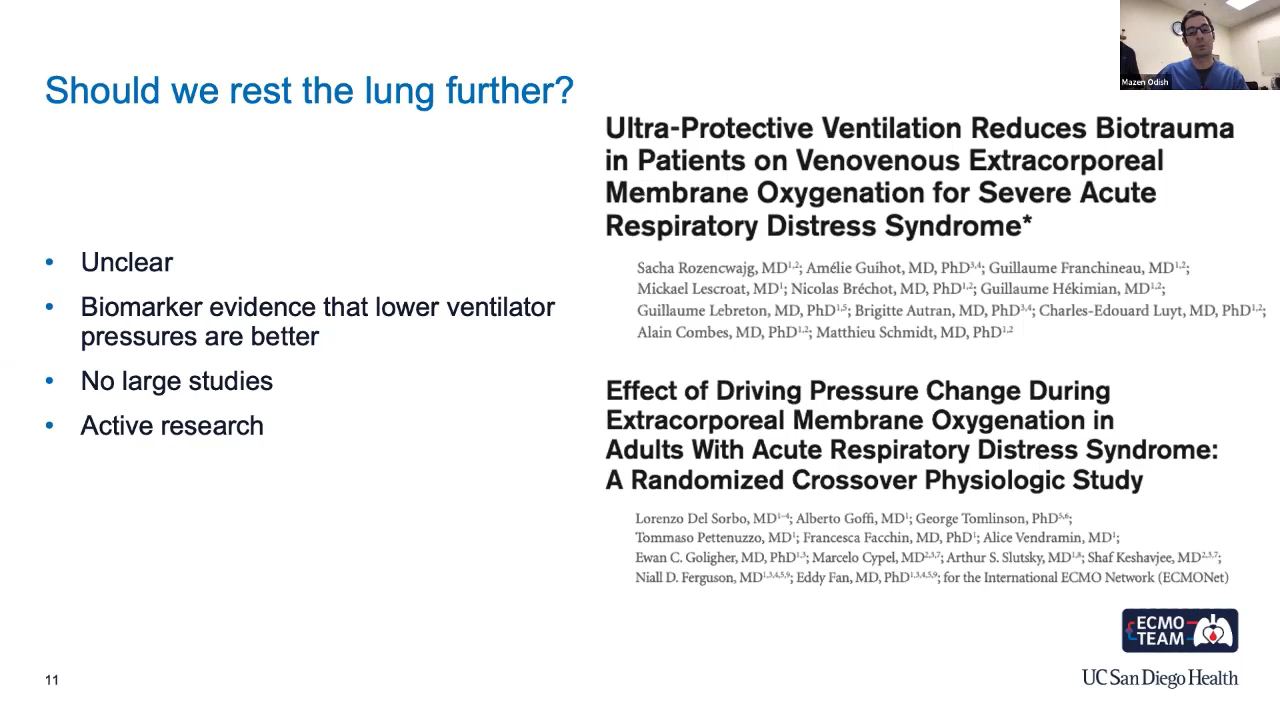 Mazen Odish
Should we rest the lung further?
• Unclear
• Biomarker evidence that lower ventilator
pressures are better
• No large studies
• Active research
Ultra-Protective Ventilation Reduces Biotrauma
in Patients on Venovenous Extracorporeal
Membrane Oxygenation for Severe Acute
Respiratory Distress Syndrome*
Sacha Rozencwajg, MD1,2; Amélie Guihot, MD, PhD3,4; Guillaume Franchineau, MD1,2;
Mickael Lescroat, MD1; Nicolas Bréchot, MD, PhD1,2; Guillaume Hékimian, MD1,2;
Guillaume Lebreton, MD, PhD1,5; Brigitte Autran, MD, PhD3,4; Charles-Edouard Luyt, MD, PhD1,2;
Alain Combes, MD, PhD1,2; Matthieu Schmidt, MD, PhD1,2
Effect of Driving Pressure Change During
Extracorporeal Membrane Oxygenation in
Adults With Acute Respiratory Distress Syndrome:
A Randomized Crossover Physiologic Study
Lorenzo Del Sorbo, MD1–4; Alberto Goffi, MD1; George Tomlinson, PhD5,6;
Tommaso Pettenuzzo, MD1; Francesca Facchin, MD, PhD1; Alice Vendramin, MD1;
Ewan C. Goligher, MD, PhD1,3; Marcelo Cypel, MD2,3,7; Arthur S. Slutsky, MD1,8; Shaf Keshavjee, MD2,3,7;
Niall D. Ferguson, MD1,3,4,5,9; Eddy Fan, MD, PhD1,3,4,5,9; for the International ECMO Network (ECMONet)
ECMO
TEAM
UC San Diego Health
11